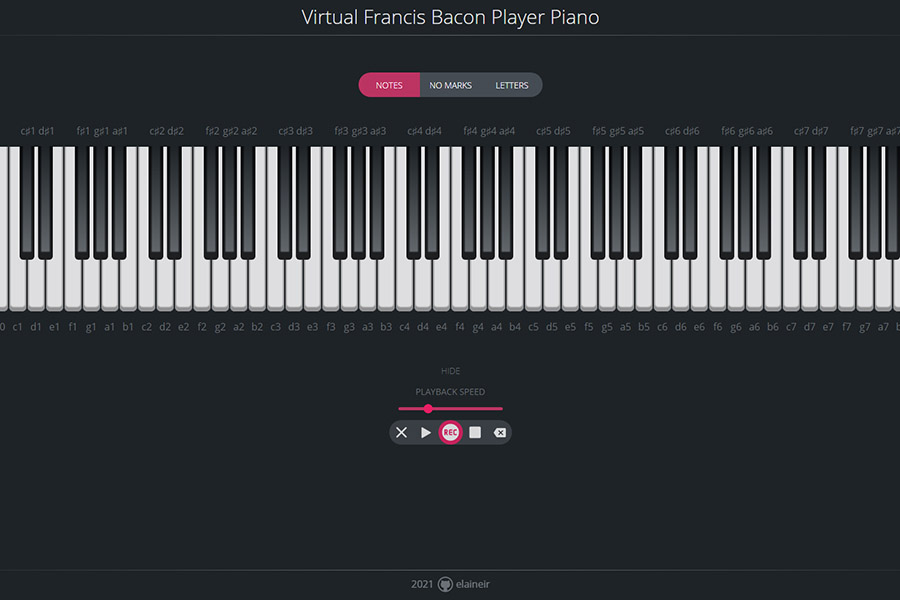 Virtual Francis Bacon Player Piano
NOTES NO MARKS LETTERS
c♯1 d♯1 f♯1 g♯1 a♯1 c♯2 d♯2 f♯2 g♯2 a♯2 c♯3 d♯3 f♯3 g♯3 a♯3 c♯4 d♯4 f♯4 g♯4 a♯4 c♯5 d♯5 f♯5 g♯5 a♯5 c♯6 d♯6 f♯6 g♯6 a♯6 c♯7 d♯7 f♯7 g♯7 a♯7
0 c1 d1 e1 f1 g1 a1 b1 c2 d2 e2 f2 g2 a2 b2 c3 d3 e3 f3 g3 a3 b3 c4 d4 e4 f4 g4 a4 b4 c5 d5 e5 f5 g5 a5 b5 c6 d6 e6 f6 g6 a6 b6 c7 d7 e7 f7 g7 a7
HIDE
PLAYBACK SPEED
REC
2021 elaineir